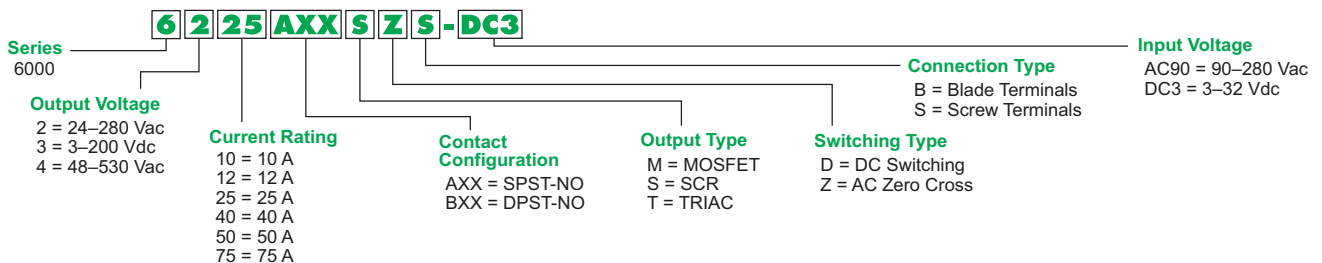 6 2 25 AXX S Z S - DC3
Series
6000
Output Voltage
2 = 24–280 Vac
3 = 3–200 Vdc
4 = 48–530 Vac
Current Rating
10 = 10 A
12 = 12 A
25 = 25 A
40 = 40 A
50 = 50 A
75 = 75 A
Contact
Configuration
AXX = SPST-NO
BXX = DPST-NO
Output Type
M = MOSFET
S = SCR
T = TRIAC
Switching Type
D = DC Switching
Z = AC Zero Cross
Connection Type
B = Blade Terminals
S = Screw Terminals
Input Voltage
AC90 = 90–280 Vac
DC3 = 3–32 Vdc